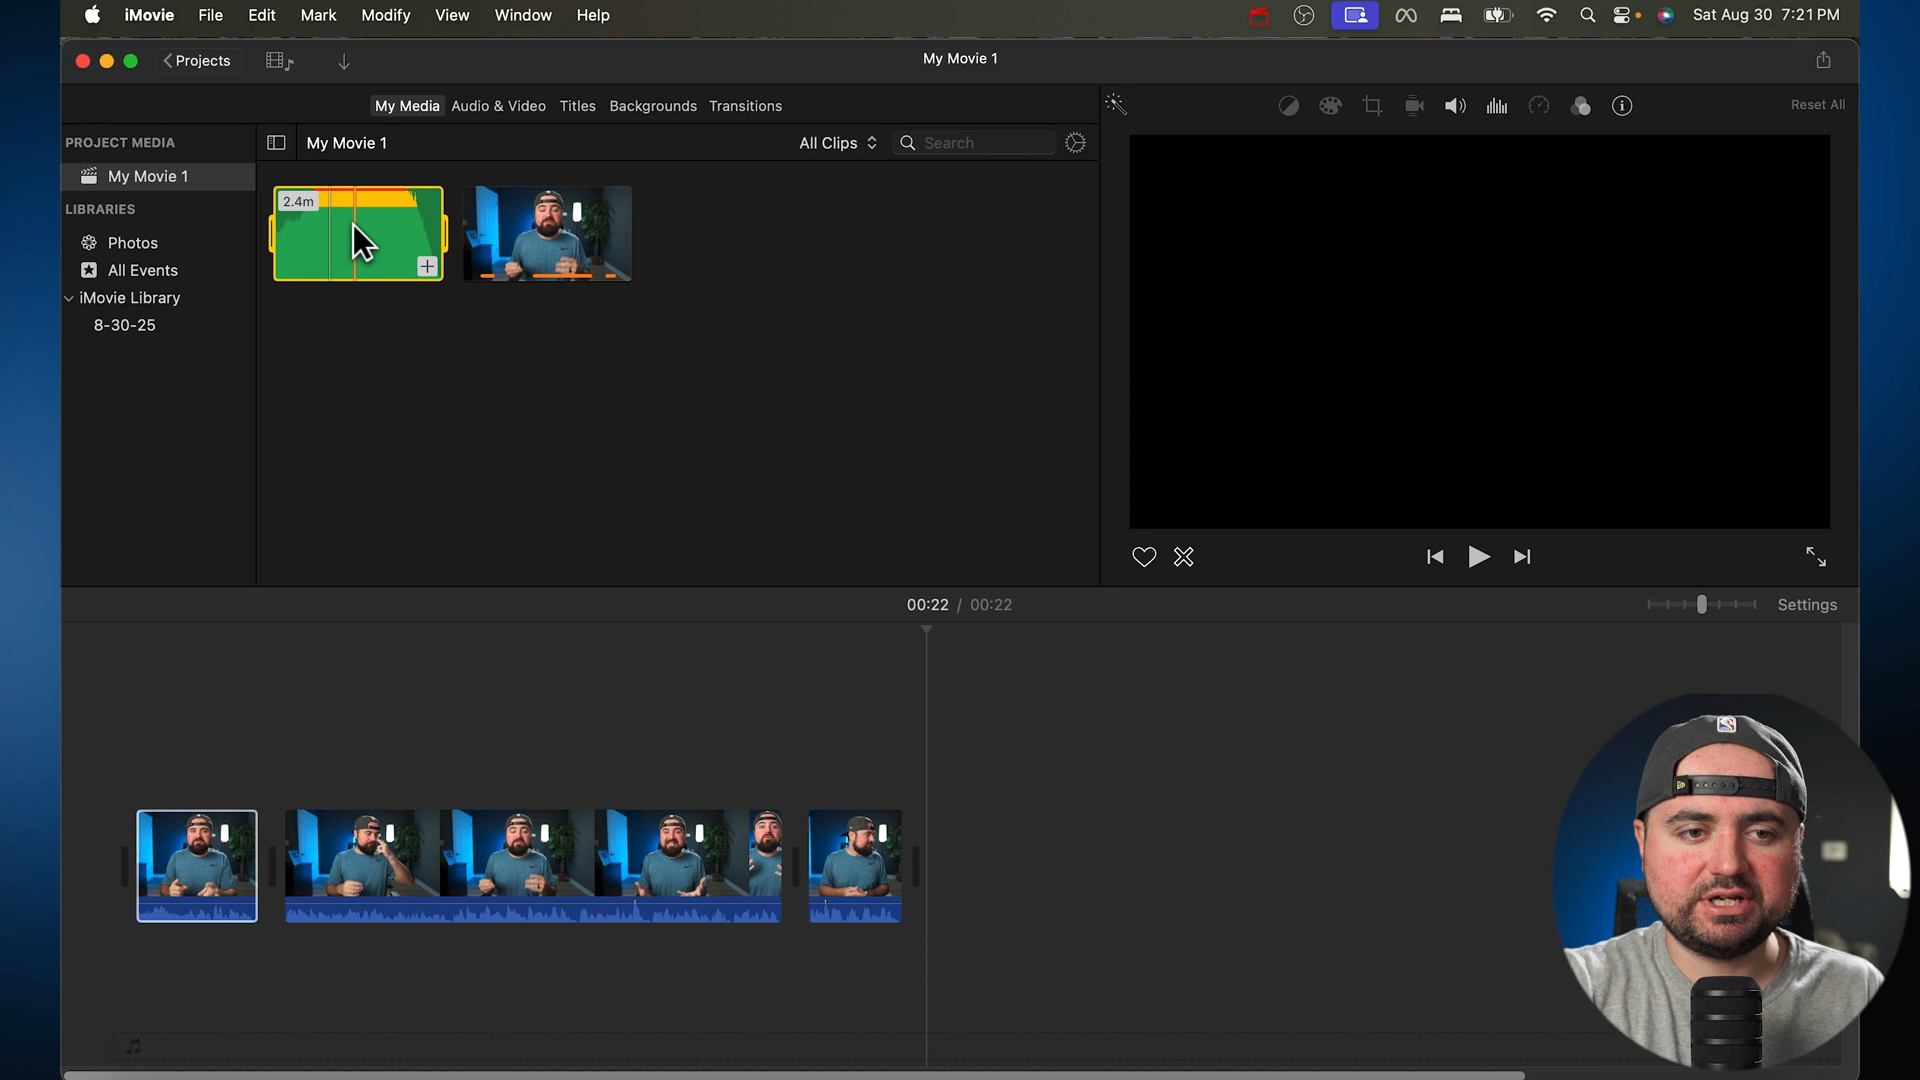 iMovie File Edit Mark Modify View Window Help Sat Aug 30 7:21 PM
Projects My Movie 1
My Media Audio & Video Titles Backgrounds Transitions Reset All
PROJECT MEDIA My Movie 1 All Clips Search
My Movie 1
LIBRARIES
2.4m
Photos
All Events
iMovie Library
8-30-25
00:22 / 00:22 Settings